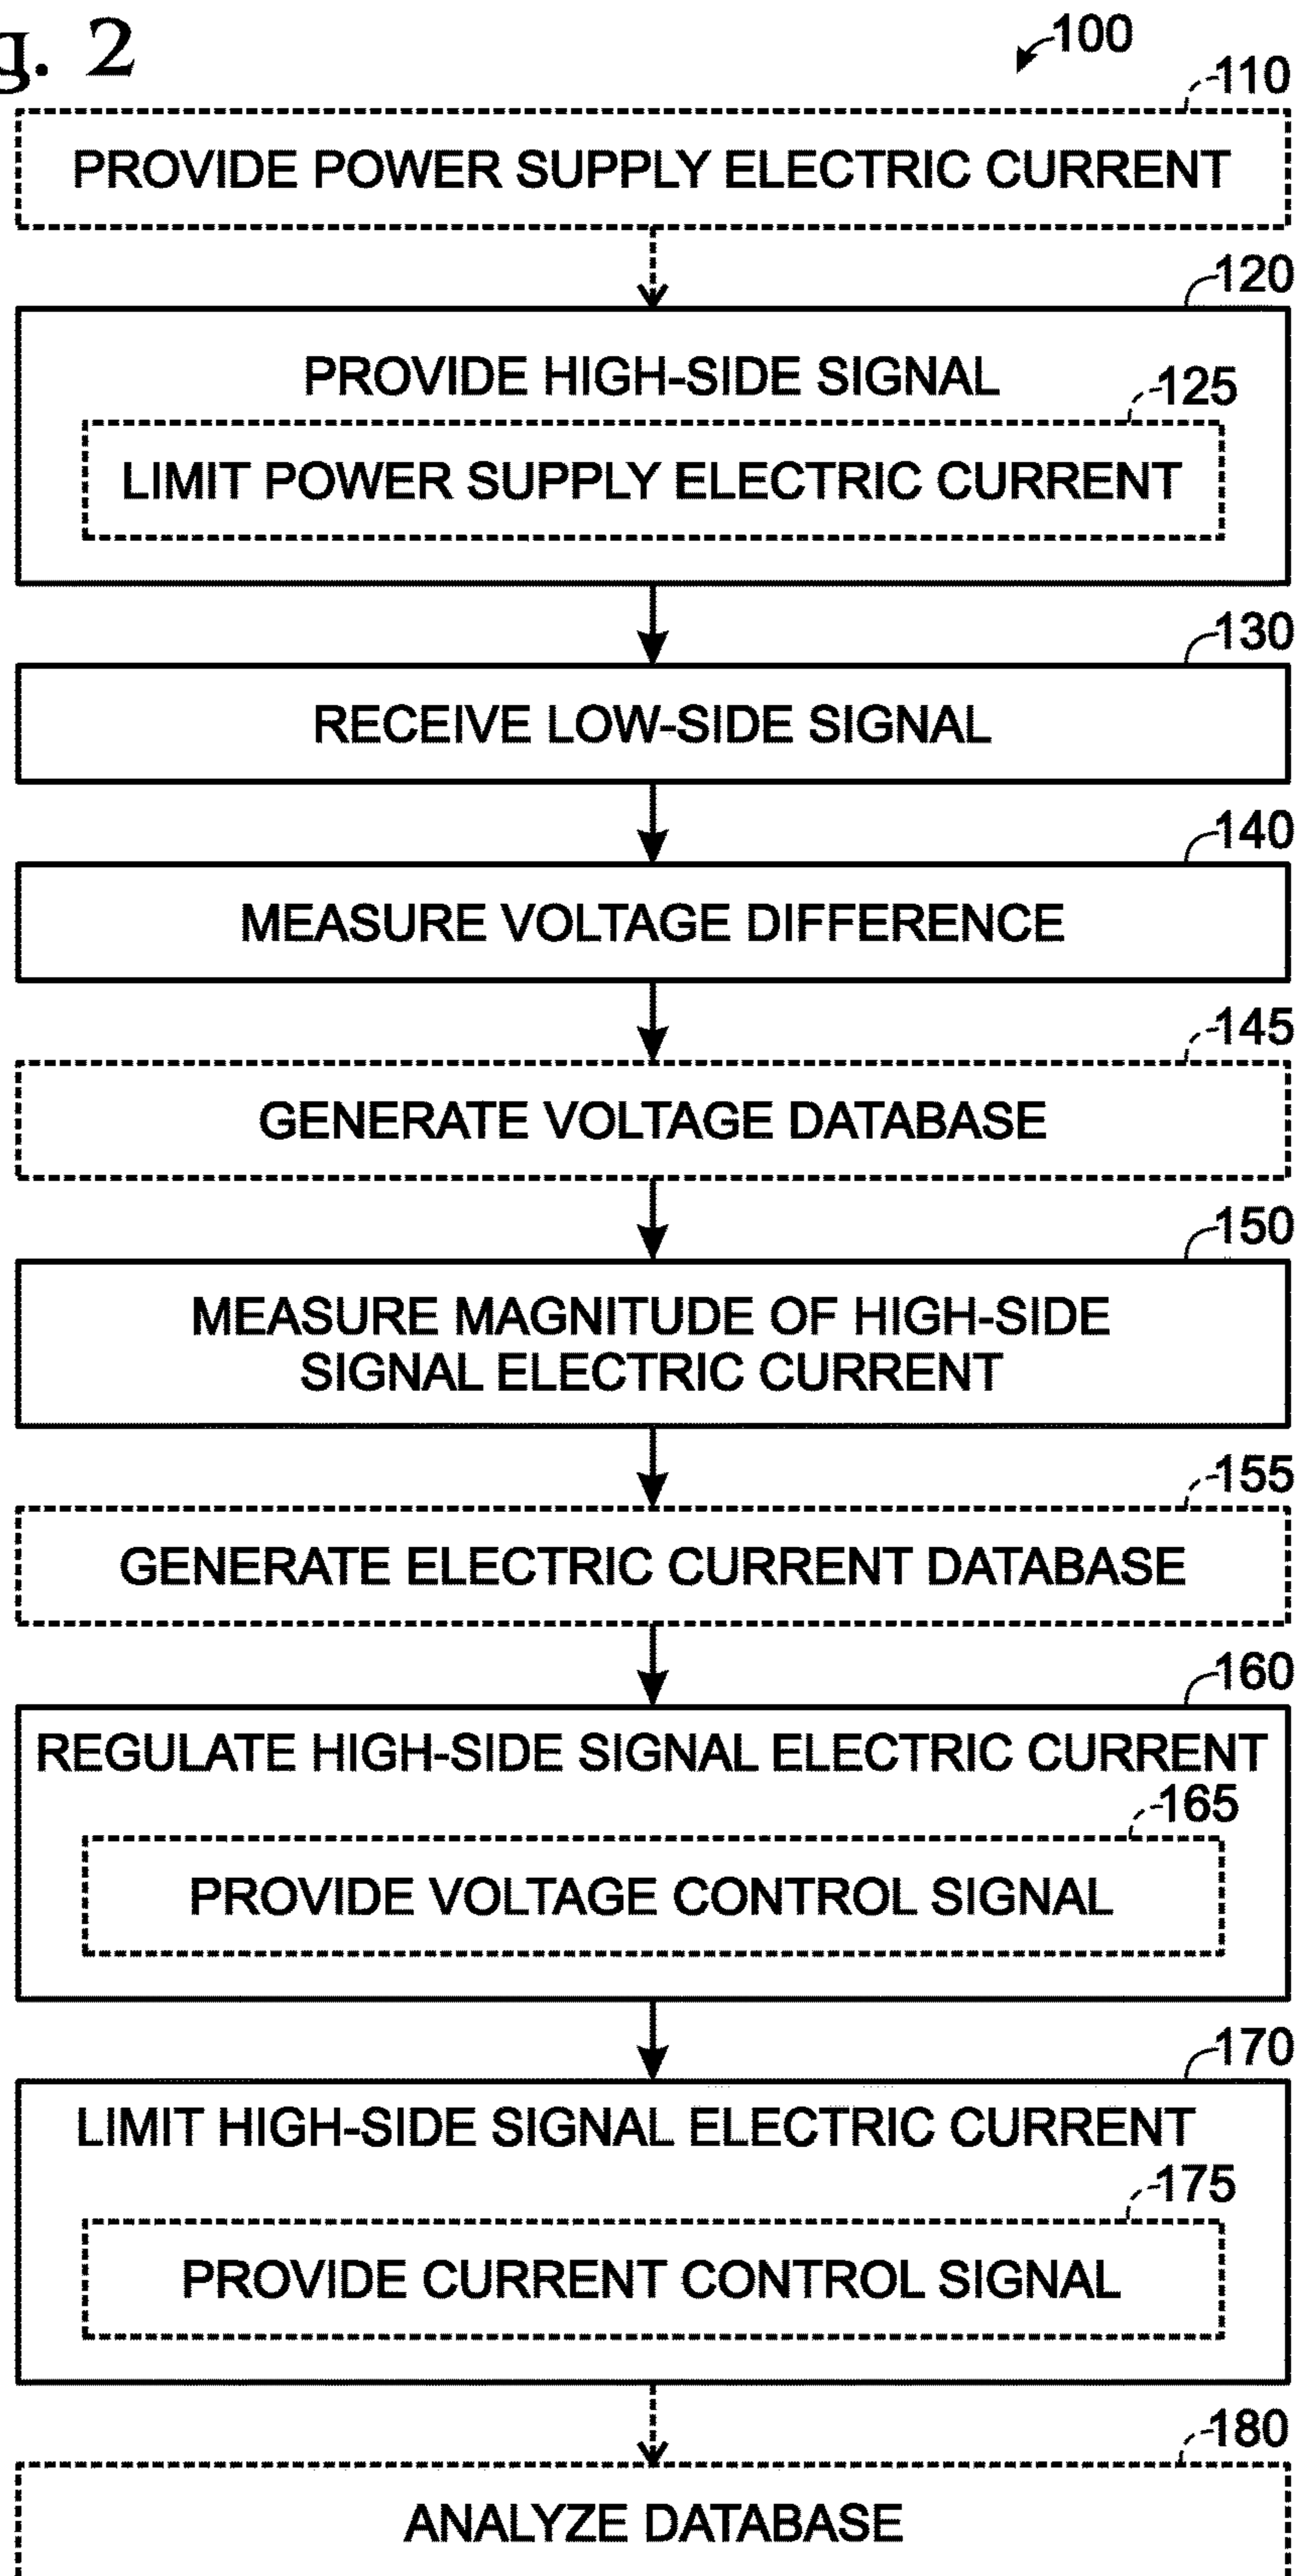 g. 2
100
110
PROVIDE POWER SUPPLY ELECTRIC CURRENT
120
PROVIDE HIGH-SIDE SIGNAL
125
LIMIT POWER SUPPLY ELECTRIC CURRENT
130
RECEIVE LOW-SIDE SIGNAL
140
MEASURE VOLTAGE DIFFERENCE
145
GENERATE VOLTAGE DATABASE
150
MEASURE MAGNITUDE OF HIGH-SIDE
SIGNAL ELECTRIC CURRENT
155
GENERATE ELECTRIC CURRENT DATABASE
160
REGULATE HIGH-SIDE SIGNAL ELECTRIC CURRENT
165
PROVIDE VOLTAGE CONTROL SIGNAL
170
LIMIT HIGH-SIDE SIGNAL ELECTRIC CURRENT
175
PROVIDE CURRENT CONTROL SIGNAL
180
ANALYZE DATABASE